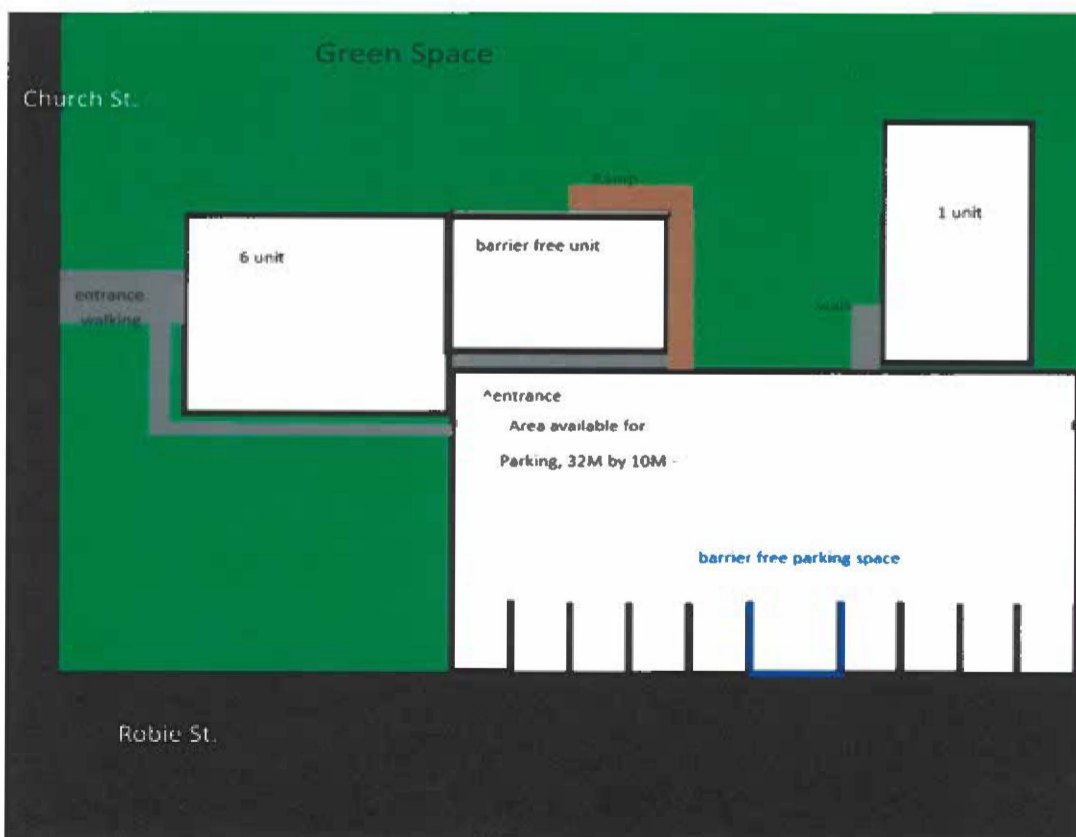 Green Space
Church St.
Ramp
1 unit
6 unit
barrier free unit
entrance
walking
walk
^entrance
Area available for
Parking, 32M by 10M -
barrier free parking space
Robie St.